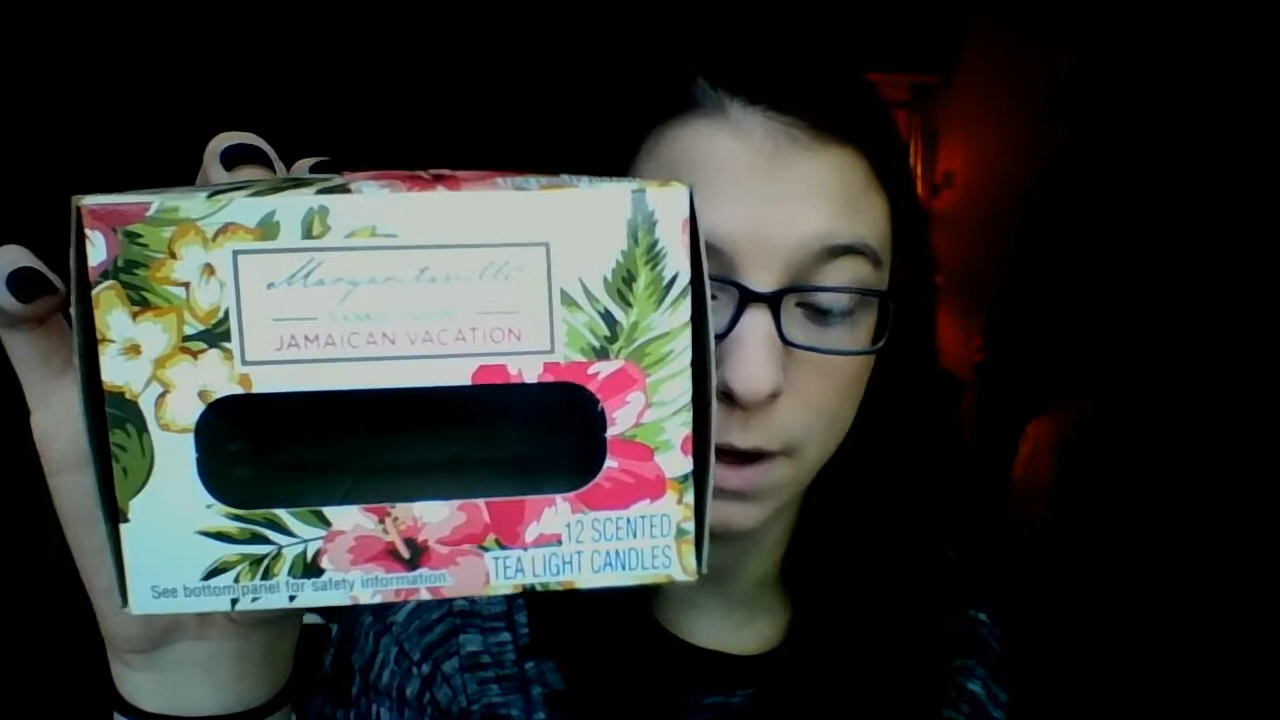 Margaritaville
JAMAICAN VACATION
12 SCENTED
TEA LIGHT CANDLES
See bottom panel for safety information.